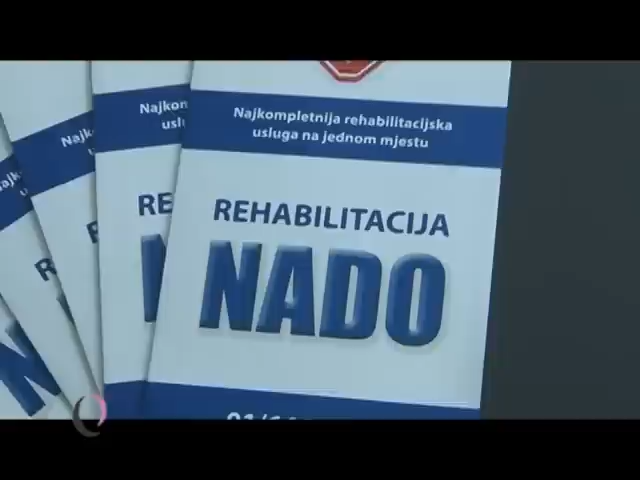 Najkompletnija rehabilitacijska
usluga na jednom mjestu
REHABILITACIJA
NADO